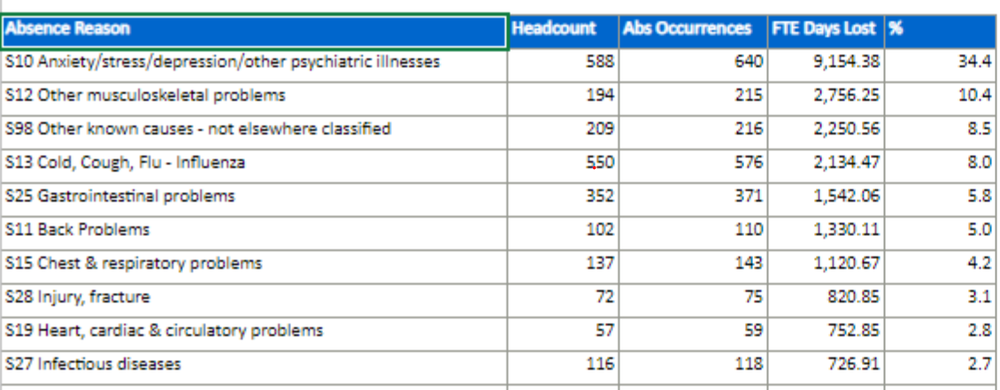 Absence Reason Headcount Abs Occurrences FTE Days Lost %
S10 Anxiety/stress/depression/other psychiatric illnesses 588 640 9,154.38 34.4
S12 Other musculoskeletal problems 194 215 2,756.25 10.4
S98 Other known causes - not elsewhere classified 209 216 2,250.56 8.5
S13 Cold, Cough, Flu - Influenza 550 576 2,134.47 8.0
S25 Gastrointestinal problems 352 371 1,542.06 5.8
S11 Back Problems 102 110 1,330.11 5.0
S15 Chest & respiratory problems 137 143 1,120.67 4.2
S28 Injury, fracture 72 75 820.85 3.1
S19 Heart, cardiac & circulatory problems 57 59 752.85 2.8
S27 Infectious diseases 116 118 726.91 2.7